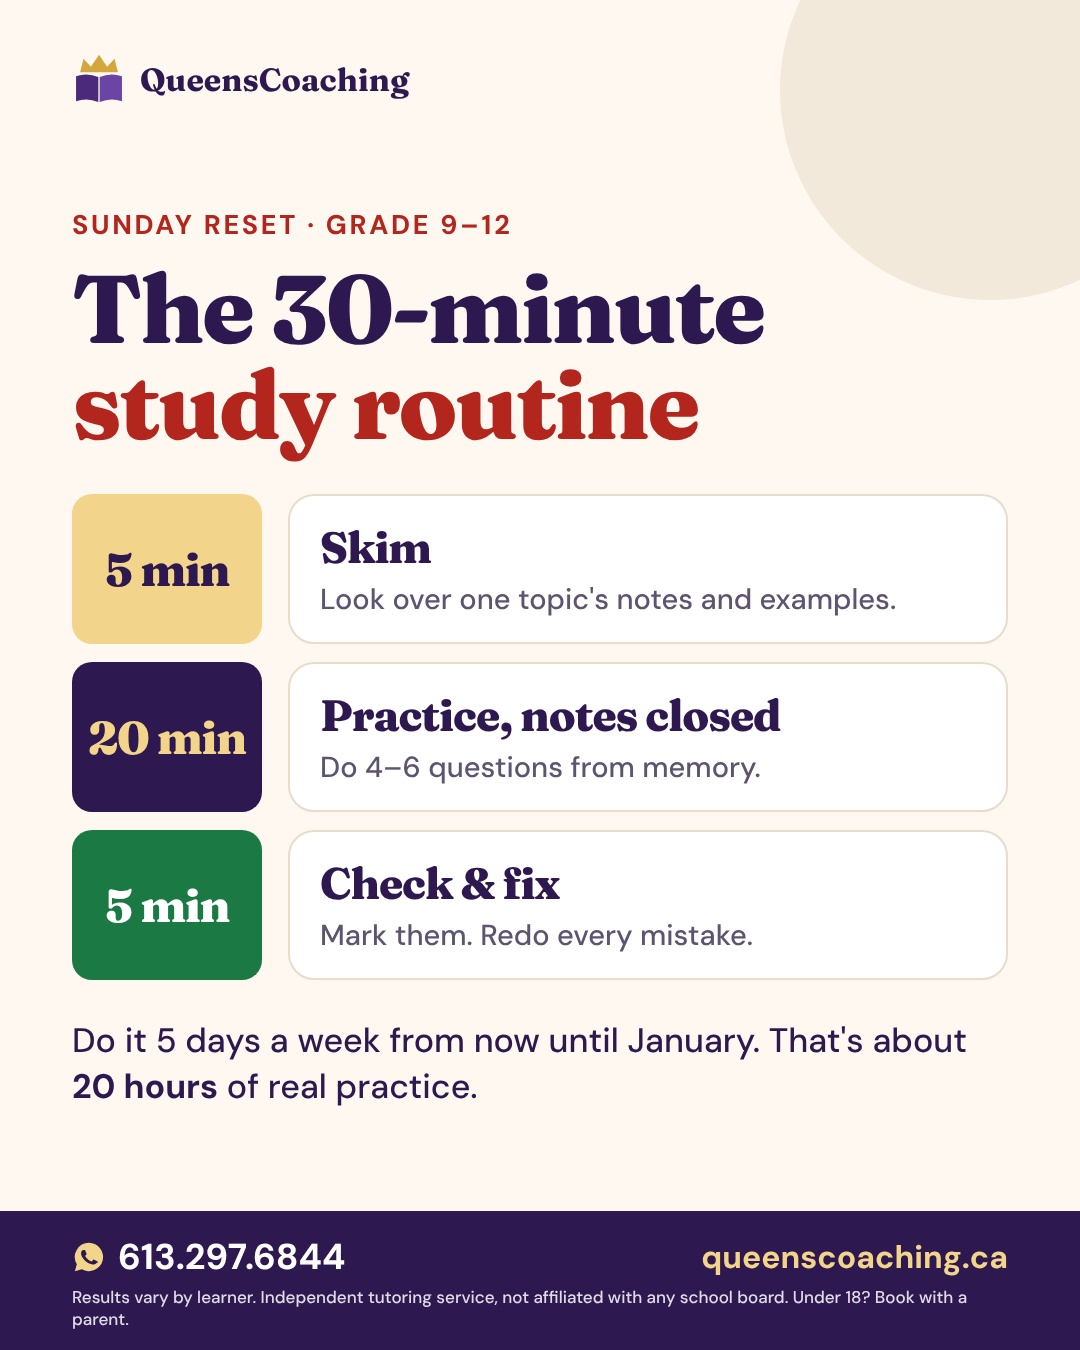 QueensCoaching
SUNDAY RESET · GRADE 9–12
The 30-minute
study routine
5 min
Skim
Look over one topic's notes and examples.
20 min
Practice, notes closed
Do 4–6 questions from memory.
5 min
Check & fix
Mark them. Redo every mistake.
Do it 5 days a week from now until January. That's about
20 hours of real practice.
613.297.6844
queenscoaching.ca
Results vary by learner. Independent tutoring service, not affiliated with any school board. Under 18? Book with a
parent.